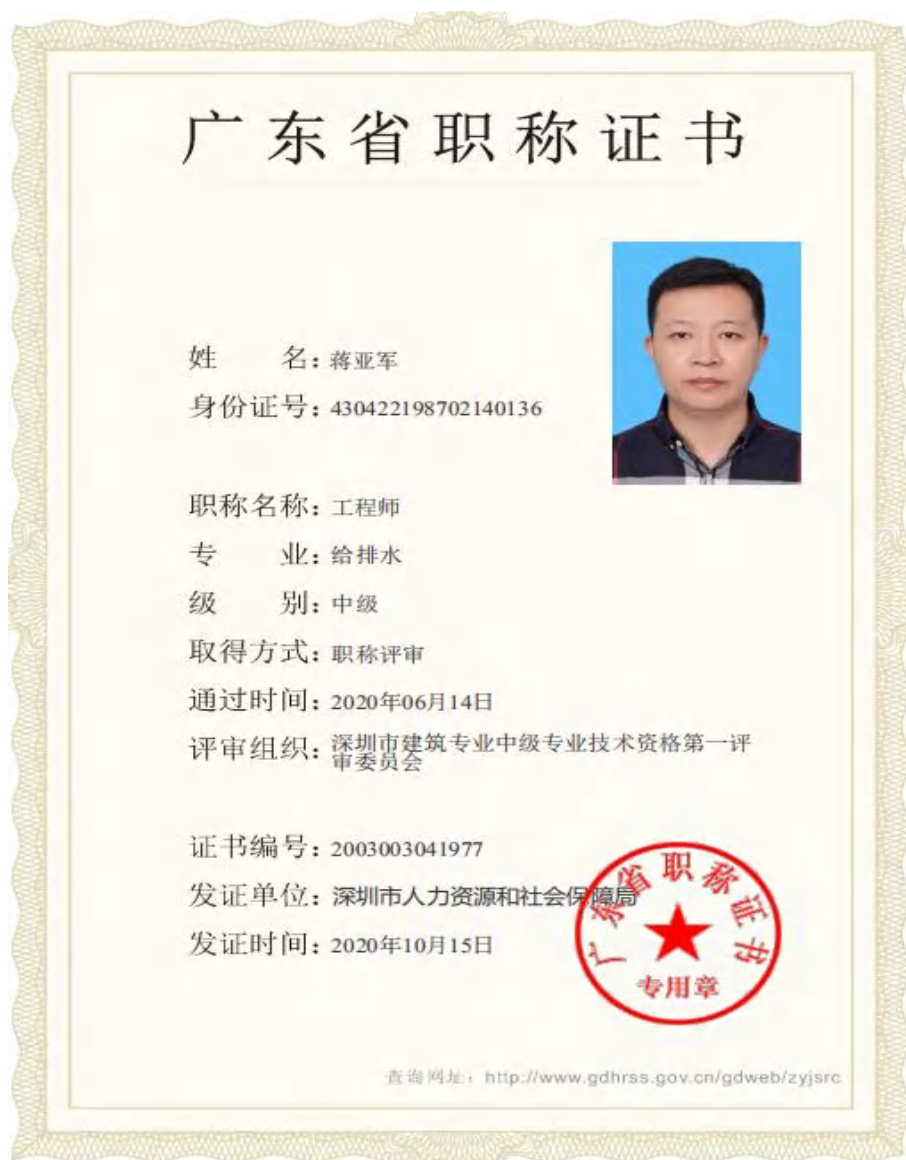 广东省职称证书
姓 名：蒋亚军
身份证号：430422198702140136
职称名称：工程师
专 业：给排水
级 别：中级
取得方式：职称评审
通过时间：2020年06月14日
评审组织：深圳市建筑专业中级专业技术资格第一评
审委员会
证书编号：2003003041977
发证单位：深圳市人力资源和社会保障局
发证时间：2020年10月15日
广东省职称证书
专用章
查询网址：http://www.gdhrss.gov.cn/gdweb/zyjsrc